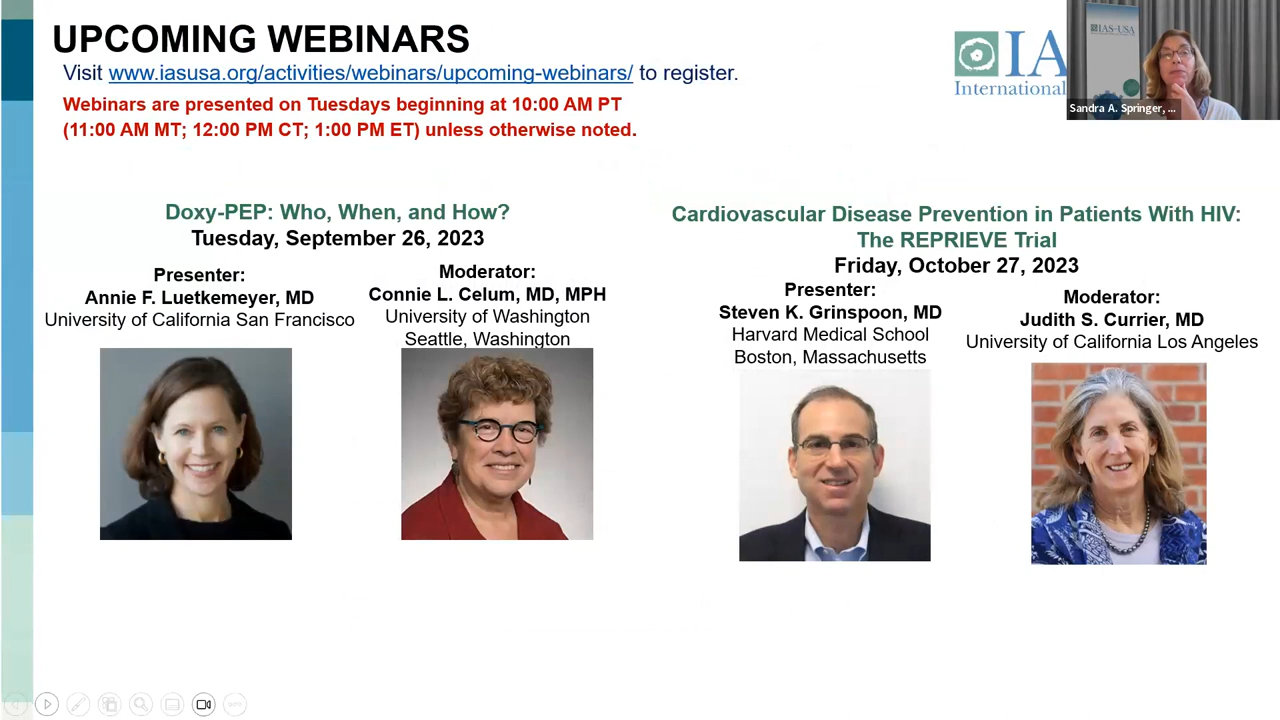 UPCOMING WEBINARS
Visit www.iasusa.org/activities/webinars/upcoming-webinars/ to register.
Webinars are presented on Tuesdays beginning at 10:00 AM PT
(11:00 AM MT; 12:00 PM CT; 1:00 PM ET) unless otherwise noted.
IA
International
IAS-USA
Sandra A. Springer, ...
Doxy-PEP: Who, When, and How?
Tuesday, September 26, 2023
Presenter:
Annie F. Luetkemeyer, MD
University of California San Francisco
Moderator:
Connie L. Celum, MD, MPH
University of Washington
Seattle, Washington
Cardiovascular Disease Prevention in Patients With HIV:
The REPRIEVE Trial
Friday, October 27, 2023
Presenter:
Steven K. Grinspoon, MD
Harvard Medical School
Boston, Massachusetts
Moderator:
Judith S. Currier, MD
University of California Los Angeles